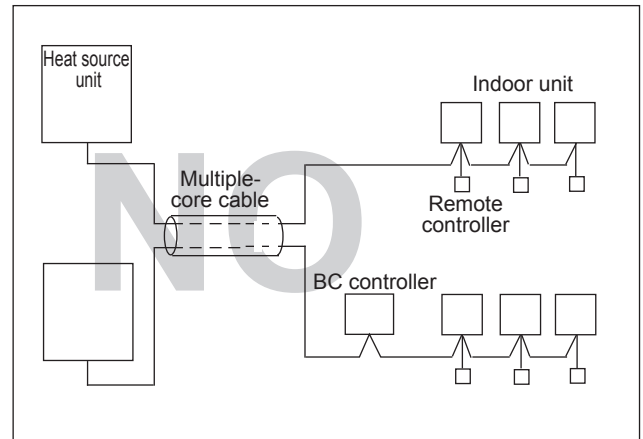 Heat source
unit
Indoor unit
Multiple-
core cable
Remote
controller
BC controller
NO